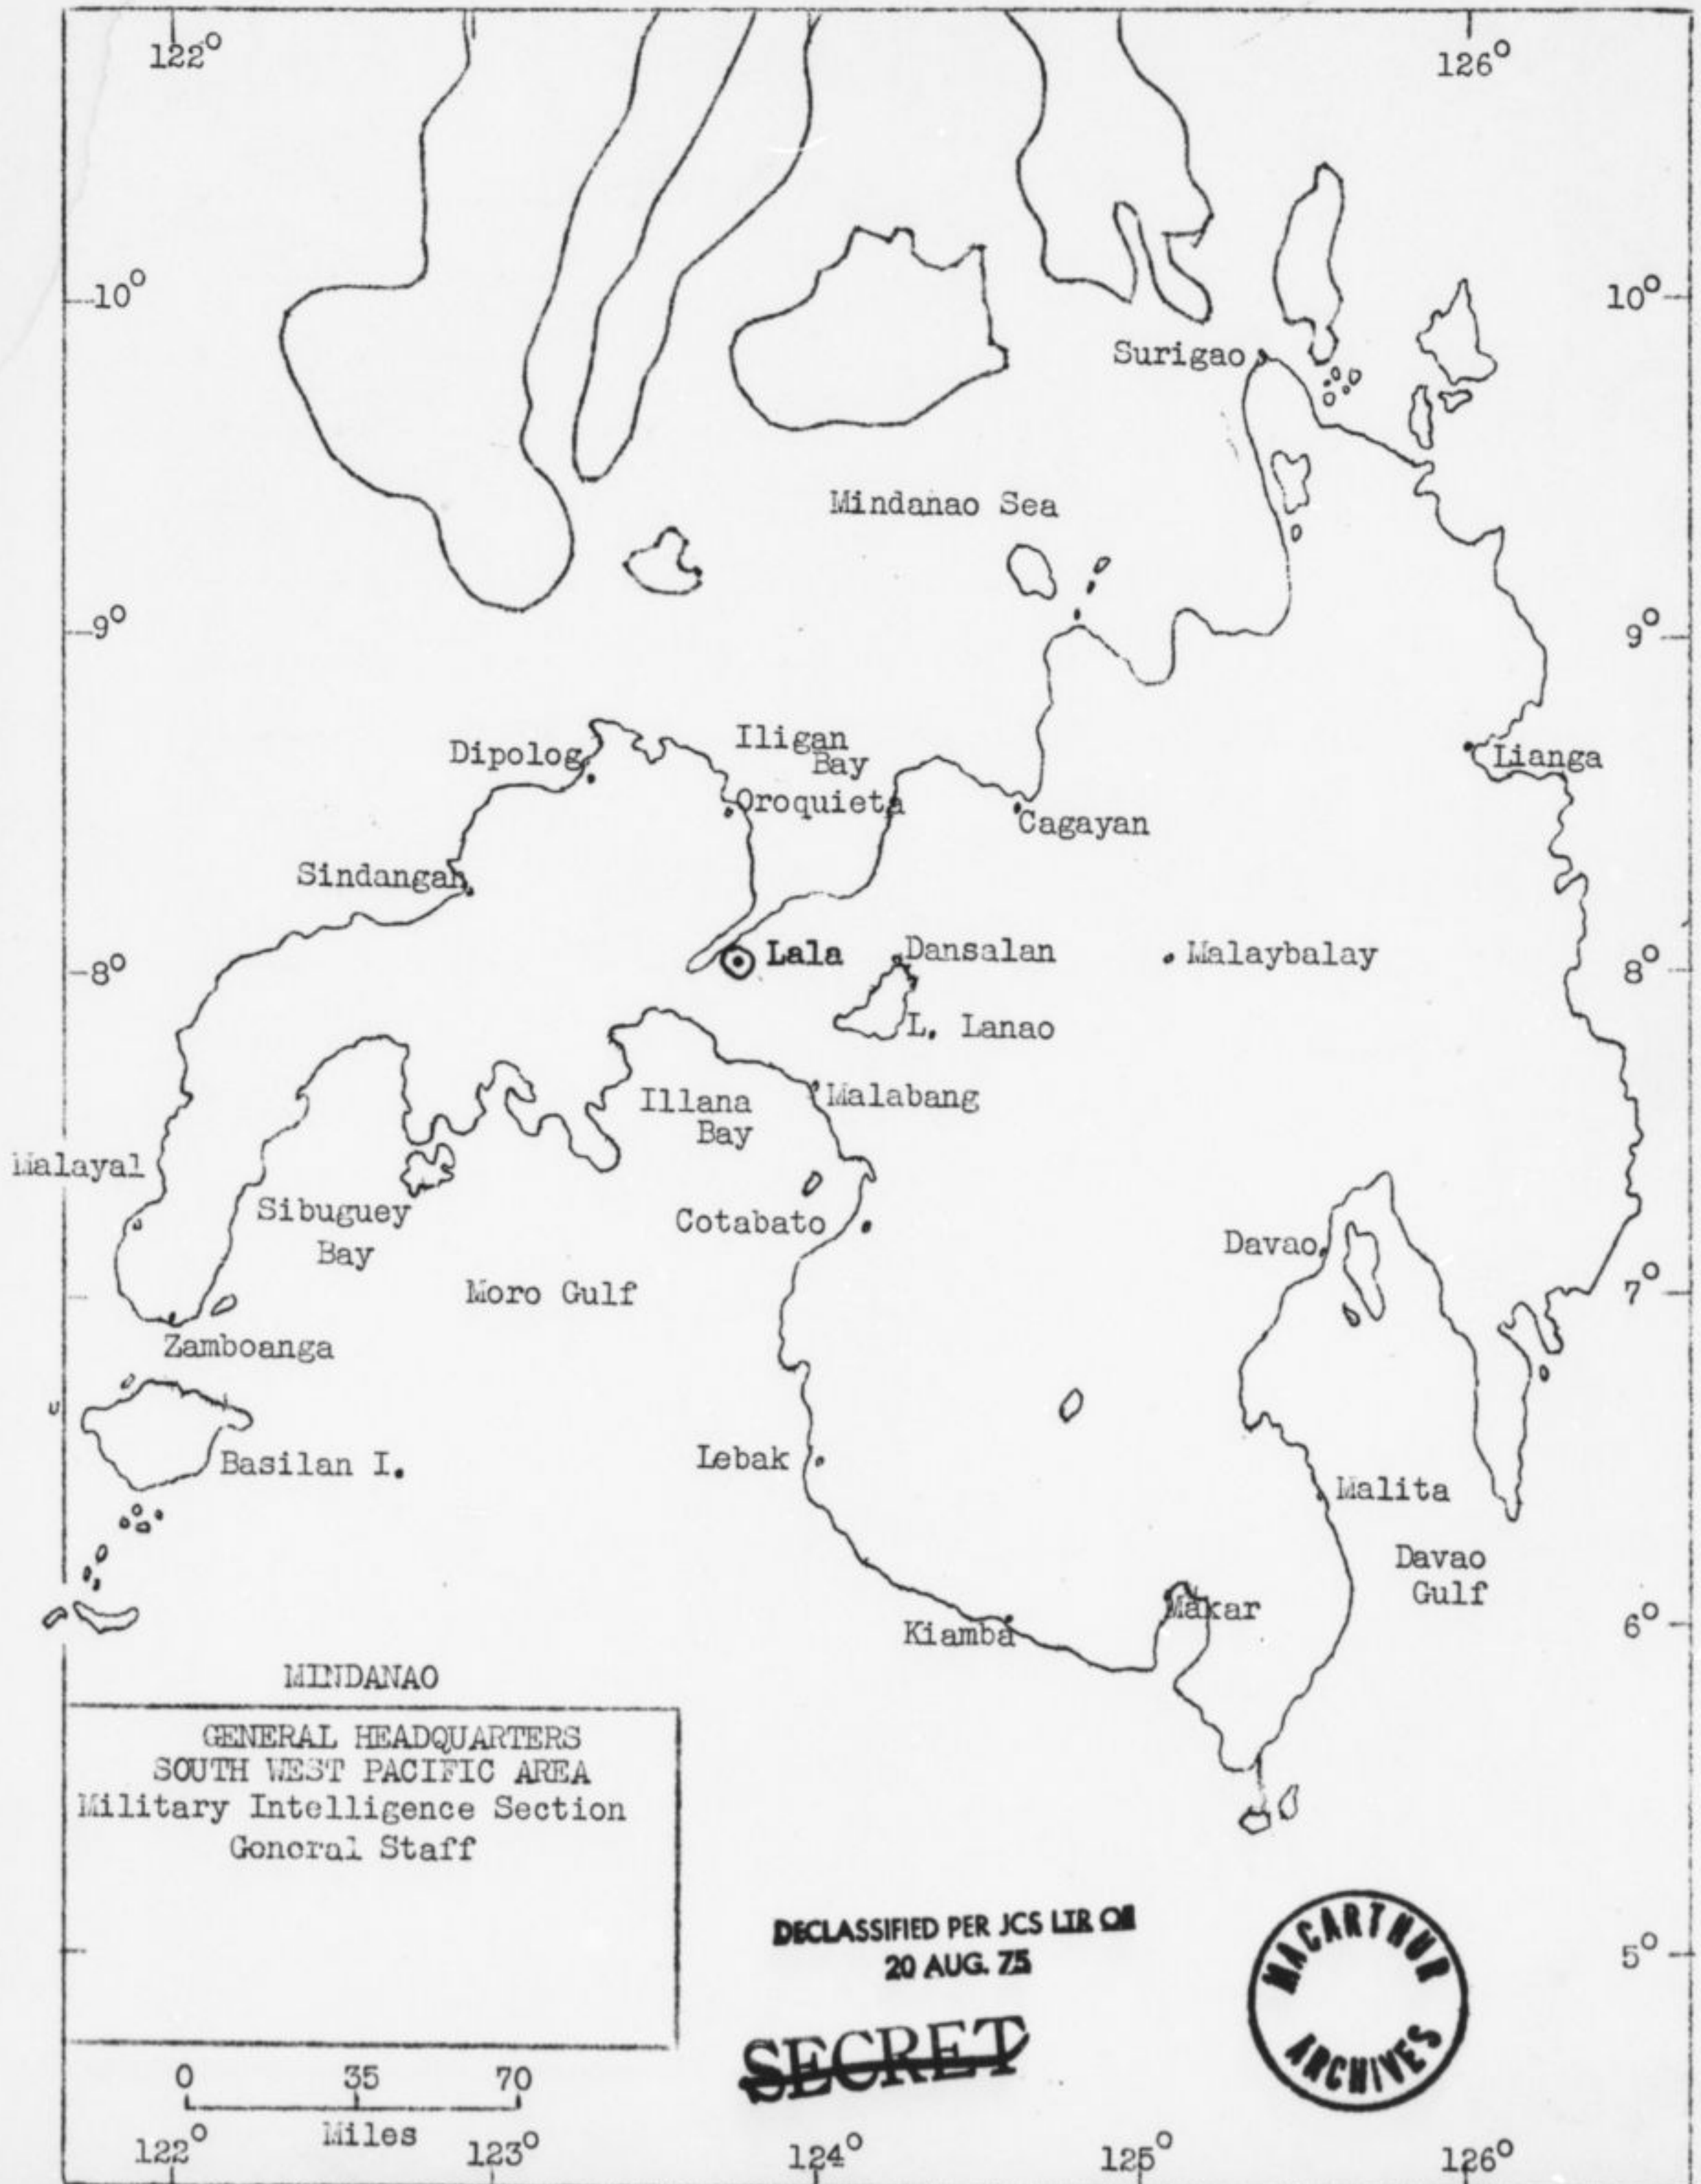 122°
126°
10°
10°
Surigao
Mindanao Sea
9°
9°
Iligan
Bay
Dipolog
Lianga
Oroquieta
Cagayan
Sindangan
Lala
Dansalan
Malaybalay
8°
8°
L. Lanao
Illana
Bay
Malabang
Malayal
Sibuguey
Bay
Cotabato
Davao
Moro Gulf
7°
Zamboanga
Lebak
Basilan I.
Malita
Davao
Gulf
Makar
Kiamba
6°
MINDANAO
GENERAL HEADQUARTERS
SOUTH WEST PACIFIC AREA
Military Intelligence Section
General Staff
DECLASSIFIED PER JCS LTR OF
20 AUG. 75
MACARTHUR
ARCHIVES
5°
SECRET
0 35 70
Miles
122° 123° 124° 125° 126°